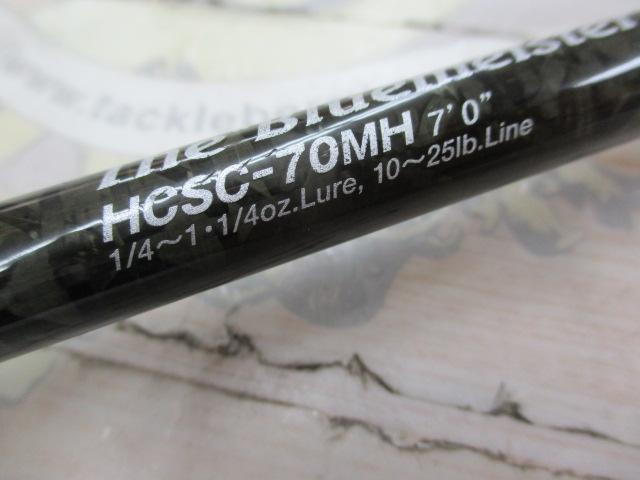 The Bluemeister
HCSC-70MH 7'0"
1/4~1・1/4oz.Lure, 10~25lb.Line